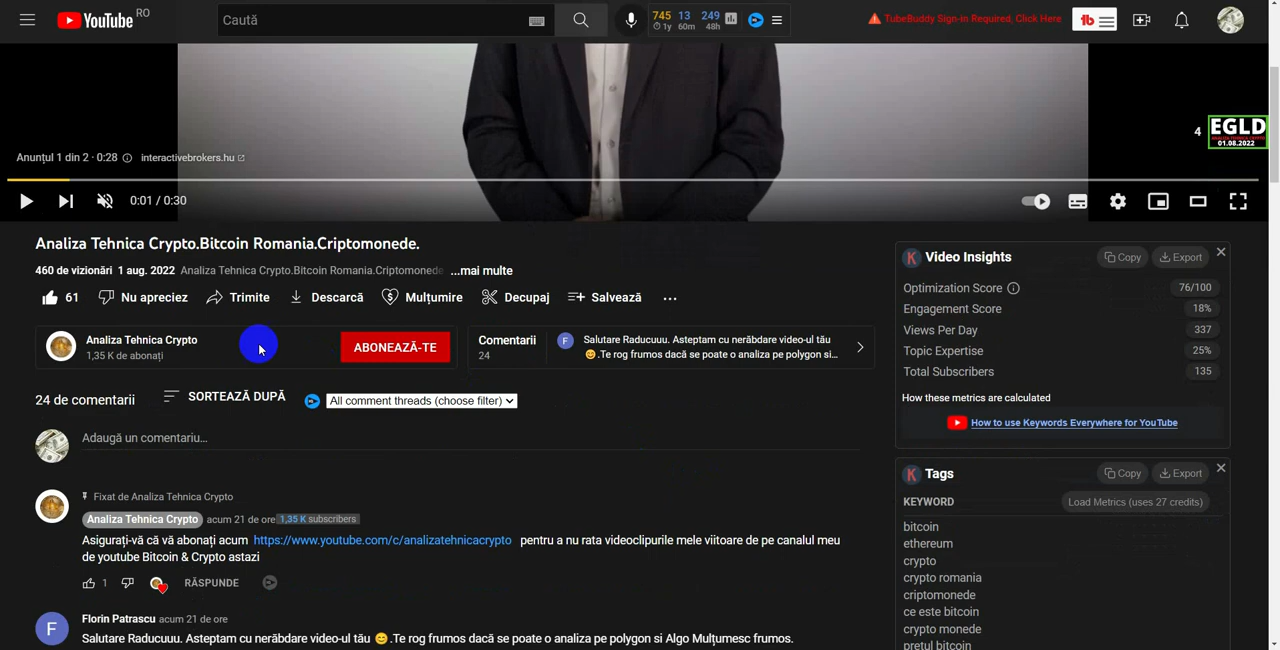 YouTube RO
Caută
745 13 249
1y 60m 48h
TubeBuddy Sign-in Required, Click Here
tb
Anunțul 1 din 2 · 0:28 interactivebrokers.hu
4 EGLD
ANALIZA TEHNICA CRYPTO
01.08.2022
0:01 / 0:30
Analiza Tehnica Crypto.Bitcoin Romania.Criptomonede.
460 de vizionări 1 aug. 2022 Analiza Tehnica Crypto.Bitcoin Romania.Criptomonede ...mai multe
61 Nu apreciez Trimite Descarcă Mulțumire Decupaj Salvează ...
Analiza Tehnica Crypto
1,35 K de abonați
ABONEAZĂ-TE
Comentarii
24
F Salutare Raducuuu. Asteptam cu nerăbdare video-ul tău
😊.Te rog frumos dacă se poate o analiza pe polygon si...
24 de comentarii SORTEAZĂ DUPĂ All comment threads (choose filter)
Adaugă un comentariu...
Fixat de Analiza Tehnica Crypto
Analiza Tehnica Crypto acum 21 de ore 1,35 K subscribers
Asigurați-vă că vă abonați acum https://www.youtube.com/c/analizatehnicacrypto pentru a nu rata videoclipurile mele viitoare de pe canalul meu
de youtube Bitcoin & Crypto astazi
1 RĂSPUNDE
F Florin Patrascu acum 21 de ore
Salutare Raducuuu. Asteptam cu nerăbdare video-ul tău 😊.Te rog frumos dacă se poate o analiza pe polygon si Algo Mulțumesc frumos.
K Video Insights Copy Export
Optimization Score 76/100
Engagement Score 18%
Views Per Day 337
Topic Expertise 25%
Total Subscribers 135
How these metrics are calculated
How to use Keywords Everywhere for YouTube
K Tags Copy Export
KEYWORD Load Metrics (uses 27 credits)
bitcoin
ethereum
crypto
crypto romania
criptomonede
ce este bitcoin
crypto monede
pretul bitcoin